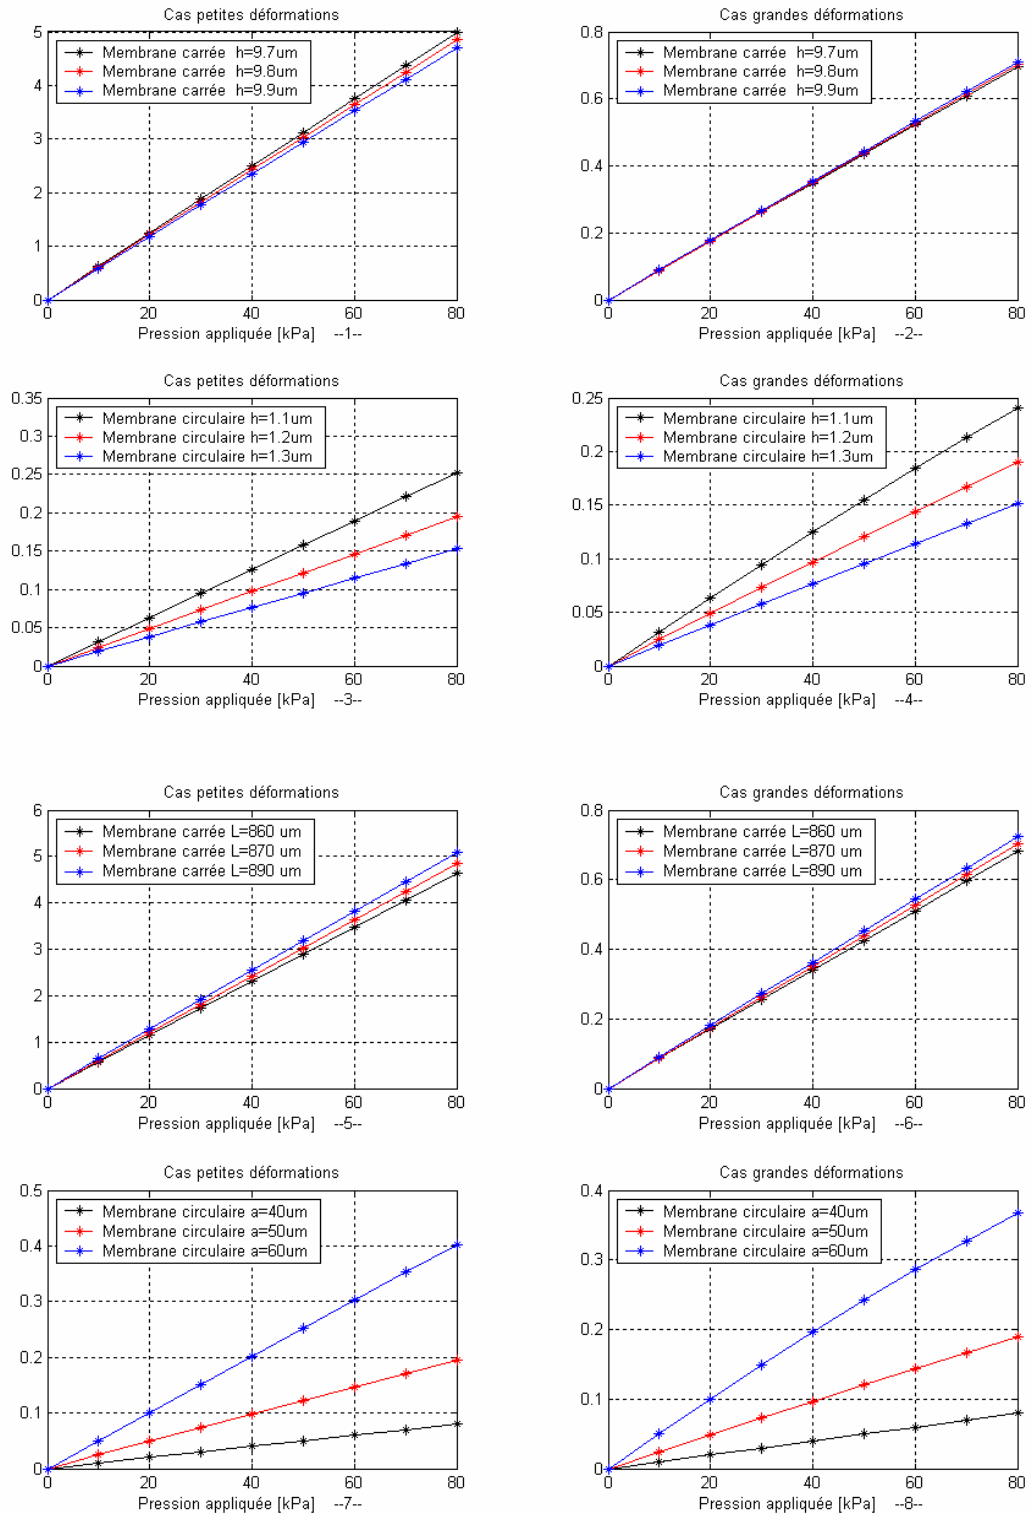 Cas petites déformations
5
4
3
2
1
0
Membrane carrée h=9.7um
Membrane carrée h=9.8um
Membrane carrée h=9.9um
0 20 40 60 80
Pression appliquée [kPa] --1--
Cas grandes déformations
0.8
0.6
0.4
0.2
0
Membrane carrée h=9.7um
Membrane carrée h=9.8um
Membrane carrée h=9.9um
0 20 40 60 80
Pression appliquée [kPa] --2--
Cas petites déformations
0.35
0.3
0.25
0.2
0.15
0.1
0.05
0
Membrane circulaire h=1.1um
Membrane circulaire h=1.2um
Membrane circulaire h=1.3um
0 20 40 60 80
Pression appliquée [kPa] --3--
Cas grandes déformations
0.25
0.2
0.15
0.1
0.05
0
Membrane circulaire h=1.1um
Membrane circulaire h=1.2um
Membrane circulaire h=1.3um
0 20 40 60 80
Pression appliquée [kPa] --4--
Cas petites déformations
6
5
4
3
2
1
0
Membrane carrée L=860 um
Membrane carrée L=870 um
Membrane carrée L=890 um
0 20 40 60 80
Pression appliquée [kPa] --5--
Cas grandes déformations
0.8
0.6
0.4
0.2
0
Membrane carrée L=860 um
Membrane carrée L=870 um
Membrane carrée L=890 um
0 20 40 60 80
Pression appliquée [kPa] --6--
Cas petites déformations
0.5
0.4
0.3
0.2
0.1
0
Membrane circulaire a=40um
Membrane circulaire a=50um
Membrane circulaire a=60um
0 20 40 60 80
Pression appliquée [kPa] --7--
Cas grandes déformations
0.4
0.3
0.2
0.1
0
Membrane circulaire a=40um
Membrane circulaire a=50um
Membrane circulaire a=60um
0 20 40 60 80
Pression appliquée [kPa] --8--